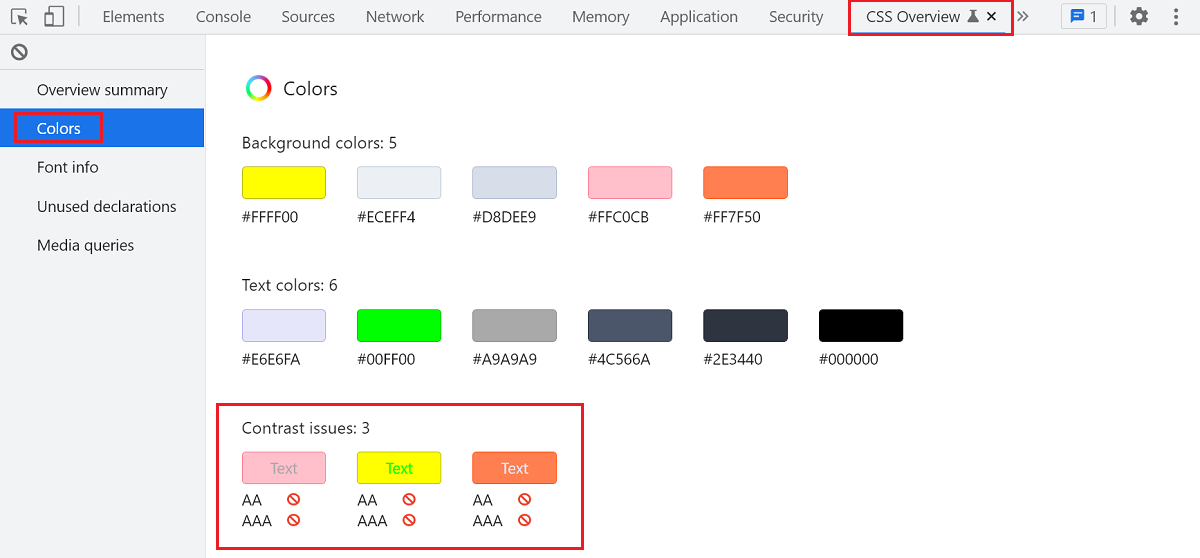 Elements Console Sources Network Performance Memory Application Security CSS Overview 1
Overview summary
Colors
Font info
Unused declarations
Media queries
Colors
Background colors: 5
#FFFF00 #ECEFF4 #D8DEE9 #FFC0CB #FF7F50
Text colors: 6
#E6E6FA #00FF00 #A9A9A9 #4C566A #2E3440 #000000
Contrast issues: 3
Text Text Text
AA AA AA
AAA AAA AAA